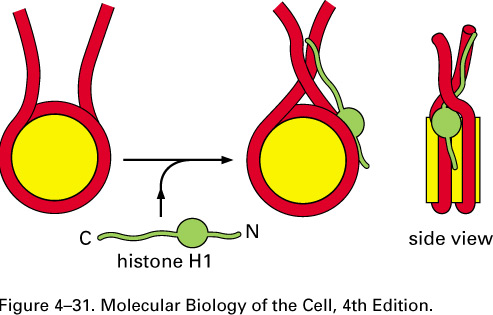 C
N
histone H1
side view
Figure 4–31. Molecular Biology of the Cell, 4th Edition.